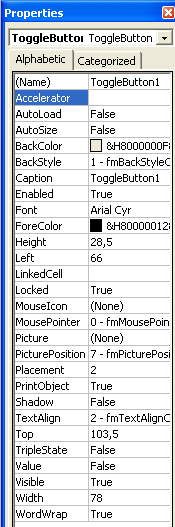 Properties
ToggleButton1 ToggleButton
Alphabetic Categorized
(Name) ToggleButton1
Accelerator
AutoLoad False
AutoSize False
BackColor &H8000000F&
BackStyle 1 - fmBackStyleO
Caption ToggleButton1
Enabled True
Font Arial Cyr
ForeColor &H80000012&
Height 28,5
Left 66
LinkedCell
Locked True
MouseIcon (None)
MousePointer 0 - fmMousePoin
Picture (None)
PicturePosition 7 - fmPicturePosi
Placement 2
PrintObject True
Shadow False
TextAlign 2 - fmTextAlignC
Top 103,5
TripleState False
Value False
Visible True
Width 78
WordWrap True